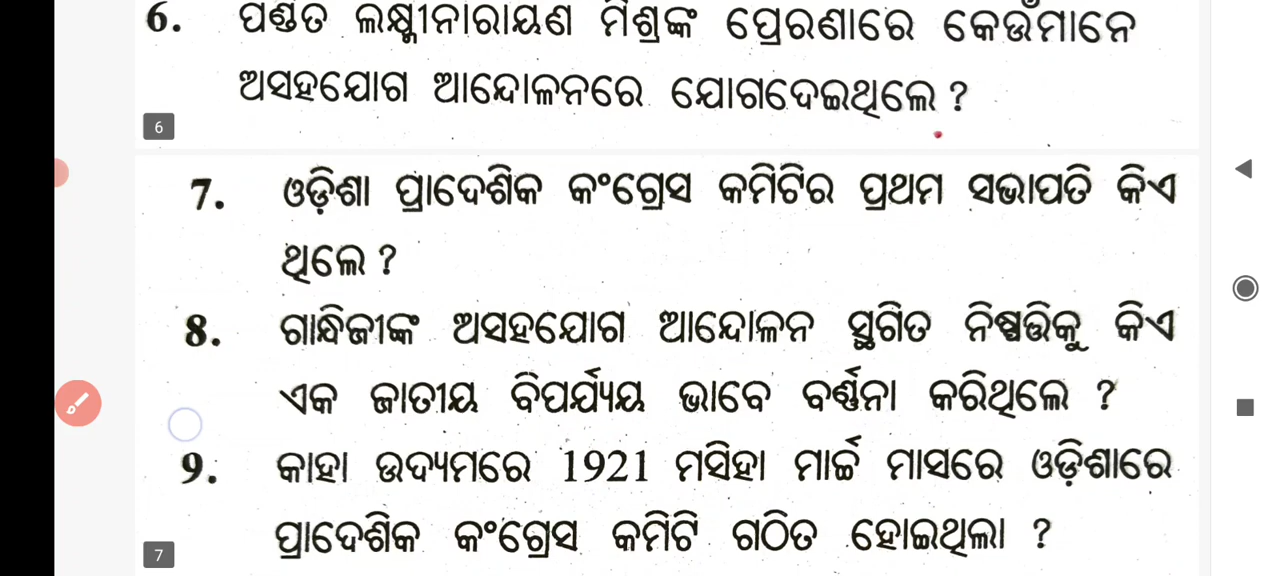 6. ପଣ୍ଡିତ ଲକ୍ଷ୍ମୀନାରାୟଣ ମିଶ୍ରଙ୍କ ପ୍ରେରଣାରେ କେଉଁମାନେ
ଅସହଯୋଗ ଆନ୍ଦୋଳନରେ ଯୋଗଦେଇଥିଲେ ?
6
7. ଓଡ଼ିଶା ପ୍ରାଦେଶିକ କଂଗ୍ରେସ କମିଟିର ପ୍ରଥମ ସଭାପତି କିଏ
ଥିଲେ ?
8. ଗାନ୍ଧିଜୀଙ୍କ ଅସହଯୋଗ ଆନ୍ଦୋଳନ ସ୍ଥଗିତ ନିଷ୍ପତ୍ତିକୁ କିଏ
ଏକ ଜାତୀୟ ବିପର୍ଯ୍ୟୟ ଭାବେ ବର୍ଣ୍ଣନା କରିଥିଲେ ?
9. କାହା ଉଦ୍ୟମରେ 1921 ମସିହା ମାର୍ଚ୍ଚ ମାସରେ ଓଡ଼ିଶାରେ
ପ୍ରାଦେଶିକ କଂଗ୍ରେସ କମିଟି ଗଠିତ ହୋଇଥିଲା ?
7